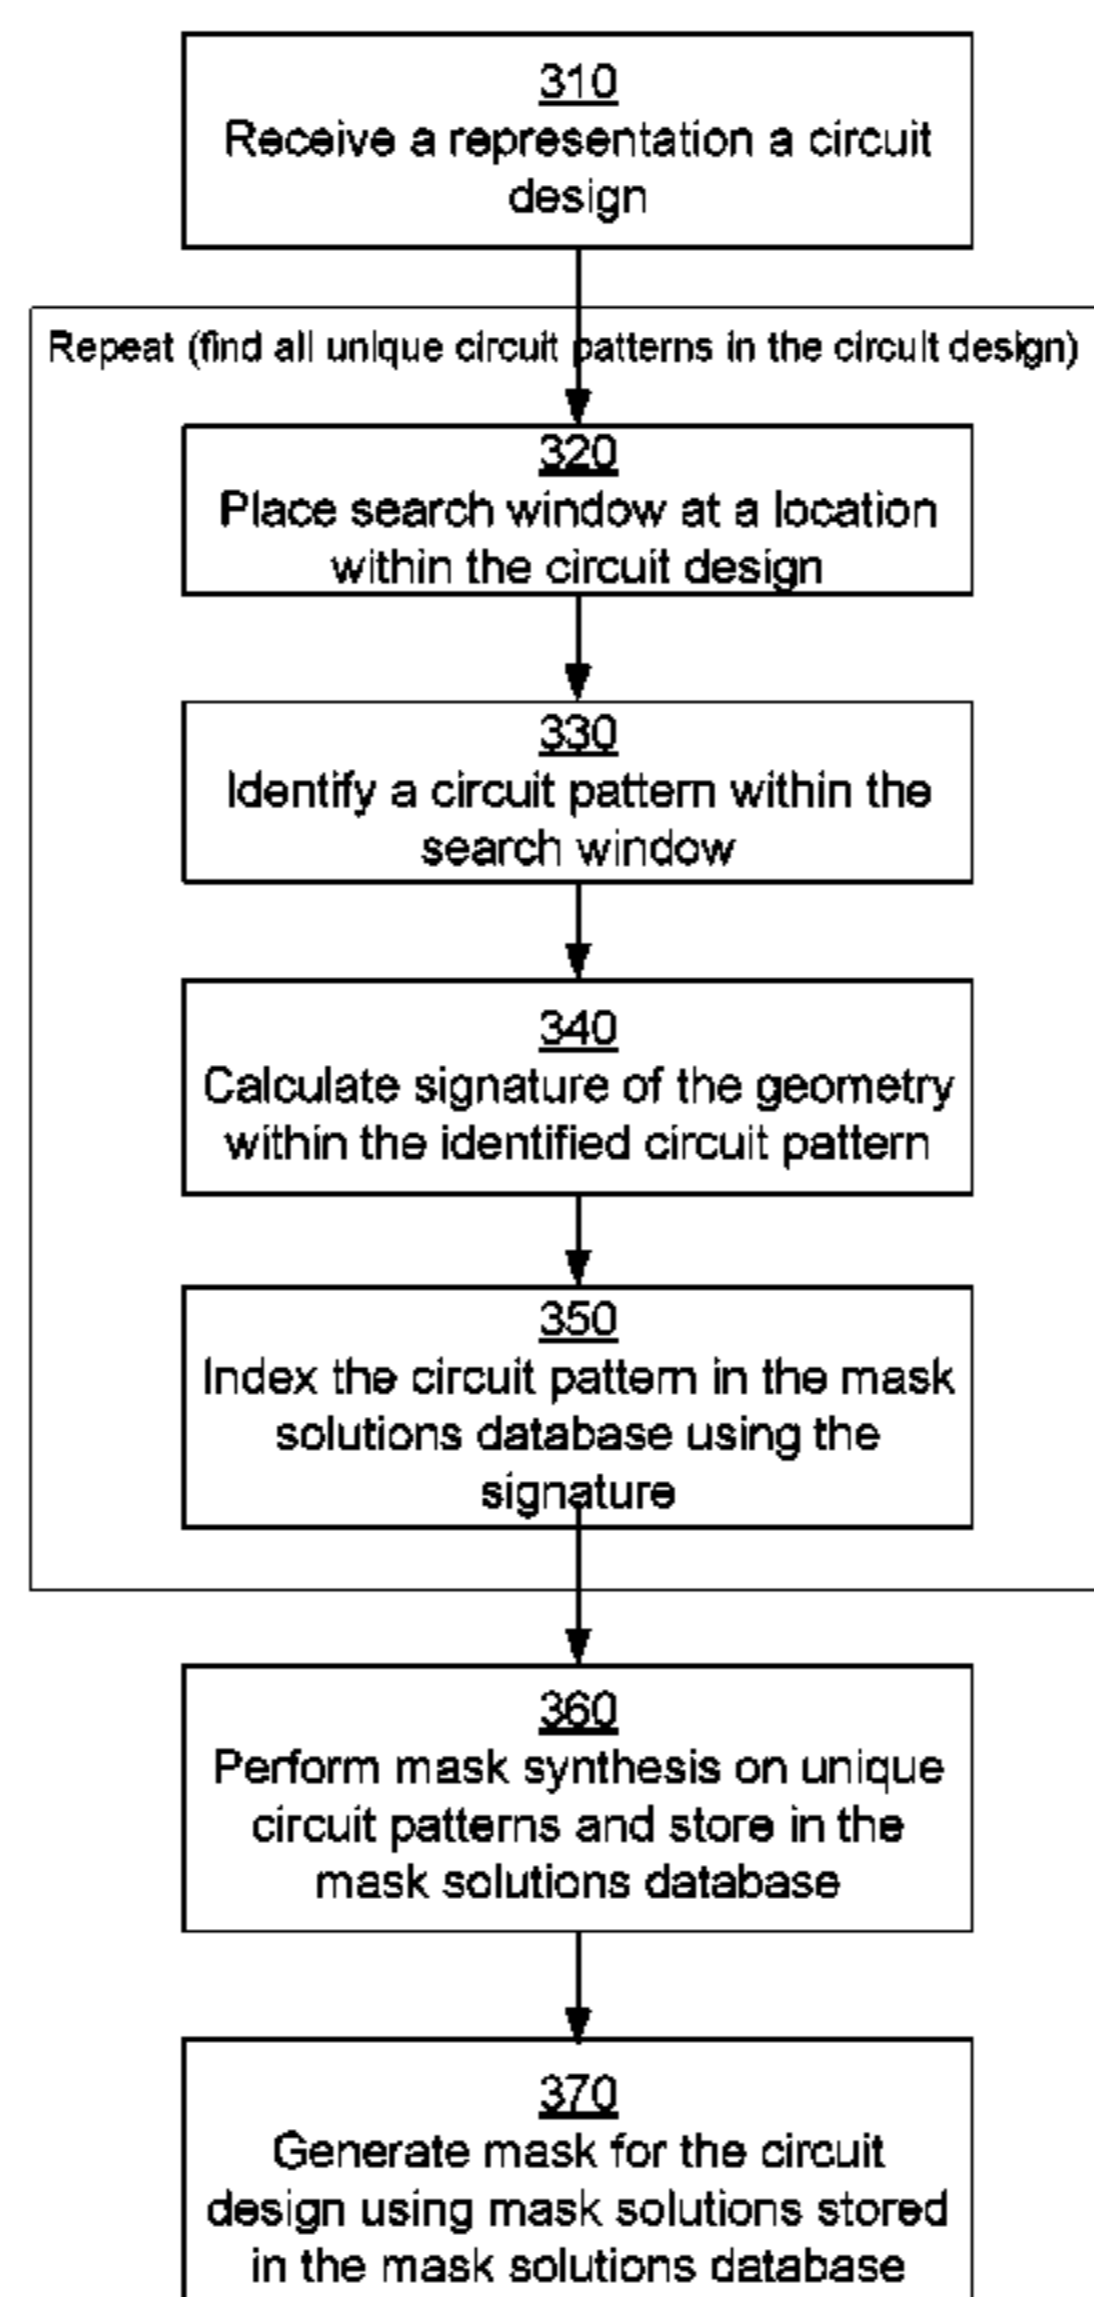 310
Receive a representation a circuit
design
Repeat (find all unique circuit patterns in the circuit design)
320
Place search window at a location
within the circuit design
330
Identify a circuit pattern within the
search window
340
Calculate signature of the geometry
within the identified circuit pattern
350
Index the circuit pattern in the mask
solutions database using the
signature
360
Perform mask synthesis on unique
circuit patterns and store in the
mask solutions database
370
Generate mask for the circuit
design using mask solutions stored
in the mask solutions database